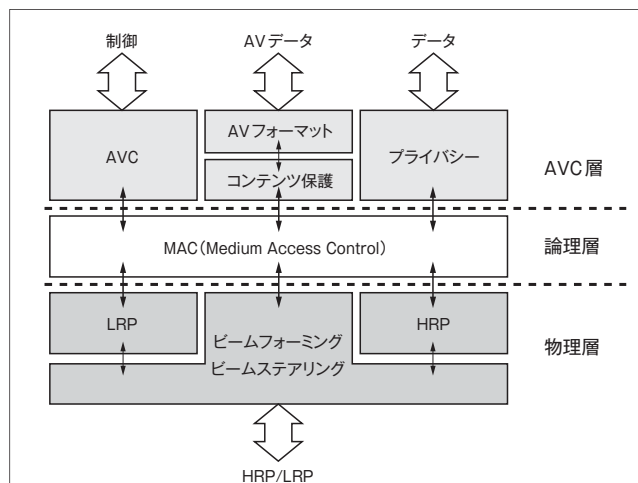 制御
AVデータ
データ
AVC
AVフォーマット
コンテンツ保護
プライバシー
AVC層
MAC(Medium Access Control)
論理層
LRP
ビームフォーミング
ビームステアリング
HRP
物理層
HRP/LRP